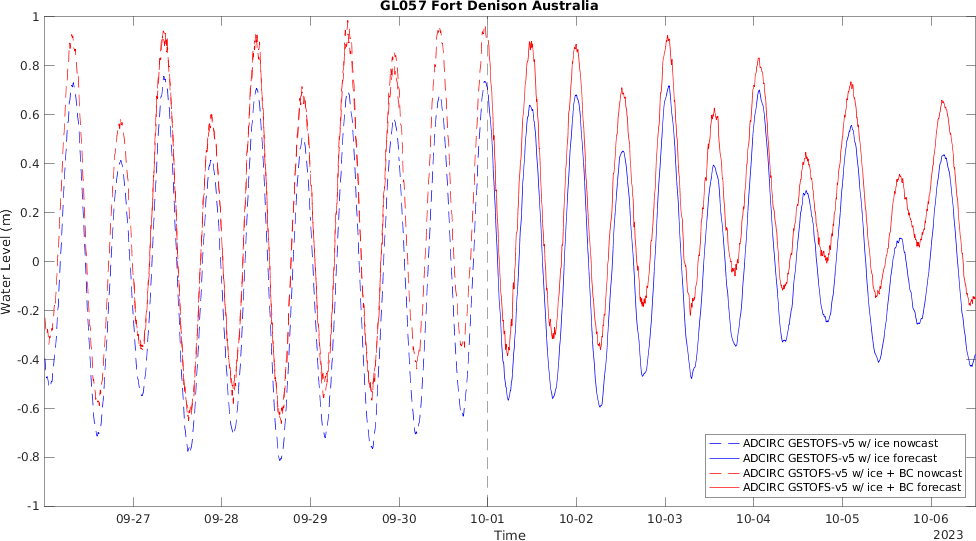 GL057 Fort Denison Australia
1
0.8
0.6
0.4
0.2
0
-0.2
-0.4
-0.6
-0.8
-1
Water Level (m)
ADCIRC GESTOFS-v5 w/ ice nowcast
ADCIRC GESTOFS-v5 w/ ice forecast
ADCIRC GSTOFS-v5 w/ ice + BC nowcast
ADCIRC GSTOFS-v5 w/ ice + BC forecast
09-27 09-28 09-29 09-30 10-01 10-02 10-03 10-04 10-05 10-06
Time
2023